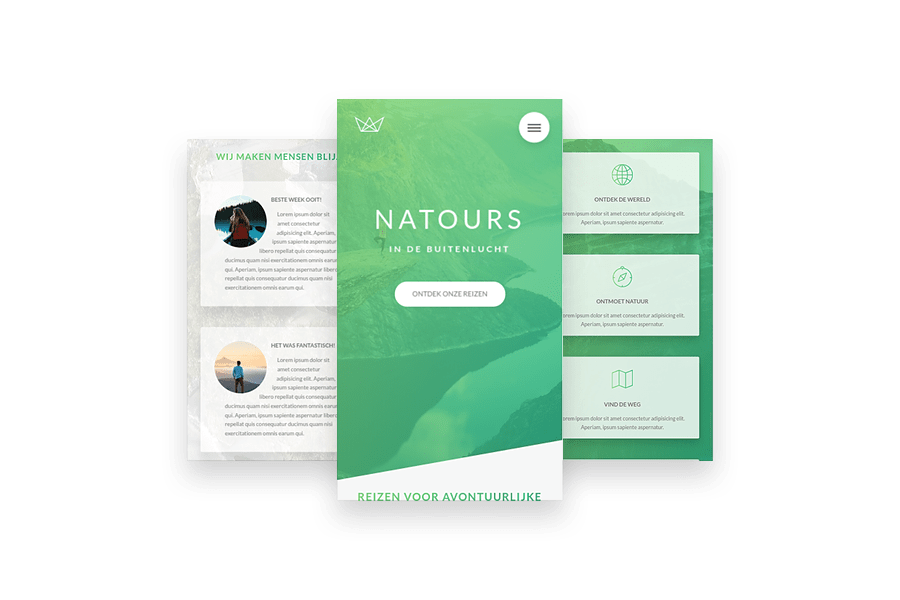 WIJ MAKEN MENSEN BLIJ
BESTE WEEK OOIT!
Lorem ipsum dolor sit
amet consectetur
adipisicing elit. Aperiam,
ipsum sapiente aspernatur
libero repellat quis consequatur
ducimus quam nisi exercitationem omnis
qui. Aperiam, ipsum sapiente aspernatur libero
repellat quis consequatur ducimus quam nisi
exercitationem omnis earum qui.
HET WAS FANTASTISCH!
Lorem ipsum dolor sit
amet consectetur
adipisicing elit. Aperiam,
ipsum sapiente aspernatur
libero repellat quis consequatur
ducimus quam nisi exercitationem omnis earum
qui. Aperiam, ipsum sapiente aspernatur libero
repellat quis consequatur ducimus quam nisi
exercitationem omnis earum qui.
NATOURS
IN DE BUITENLUCHT
ONTDEK ONZE REIZEN
REIZEN VOOR AVONTUURLIJKE
ONTDEK DE WERELD
Lorem ipsum dolor sit amet consectetur adipisicing elit.
Aperiam, ipsum sapiente aspernatur.
ONTMOET NATUUR
Lorem ipsum dolor sit amet consectetur adipisicing elit.
Aperiam, ipsum sapiente aspernatur.
VIND DE WEG
Lorem ipsum dolor sit amet consectetur adipisicing elit.
Aperiam, ipsum sapiente aspernatur.